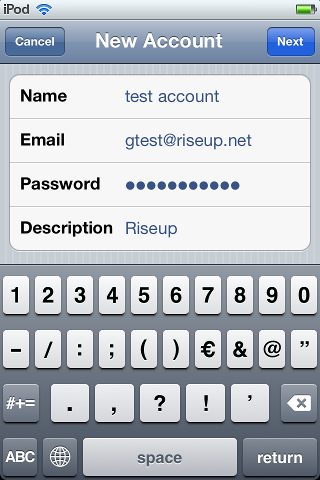 iPod
Cancel New Account Next
Name test account
Email gtest@riseup.net
Password ●●●●●●●●●●●
Description Riseup
1 2 3 4 5 6 7 8 9 0
- / : ; ( ) € & @ ”
#+= . , ? ! ’
ABC space return